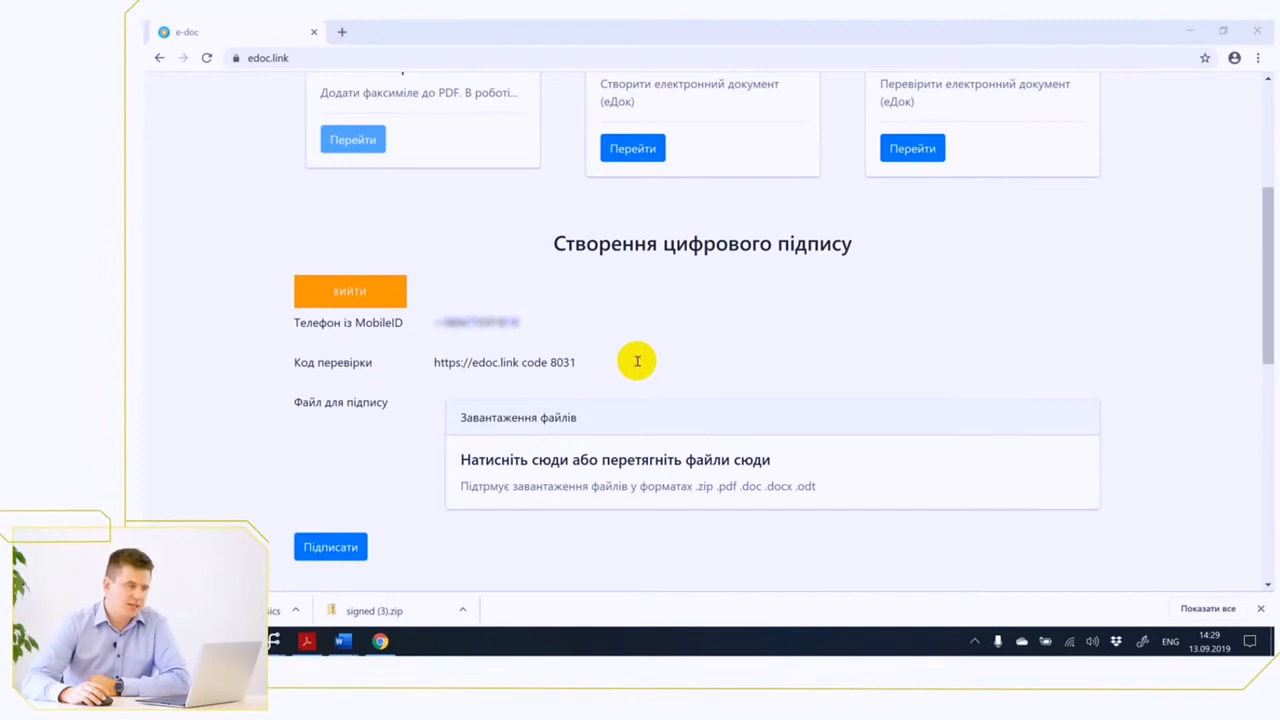 e-doc
edoc.link
Додати факсиміле до PDF. В роботі...
Перейти
Створити електронний документ
(еДок)
Перейти
Перевірити електронний документ
(еДок)
Перейти
Створення цифрового підпису
ВИЙТИ
Телефон із MobileID
Код перевірки
https://edoc.link code 8031
Файл для підпису
Завантаження файлів
Натисніть сюди або перетягніть файли сюди
Підтрмує завантаження файлів у форматах .zip .pdf .doc .docx .odt
Підписати
signed (3).zip
Показати все
ENG
14:29
13.09.2019